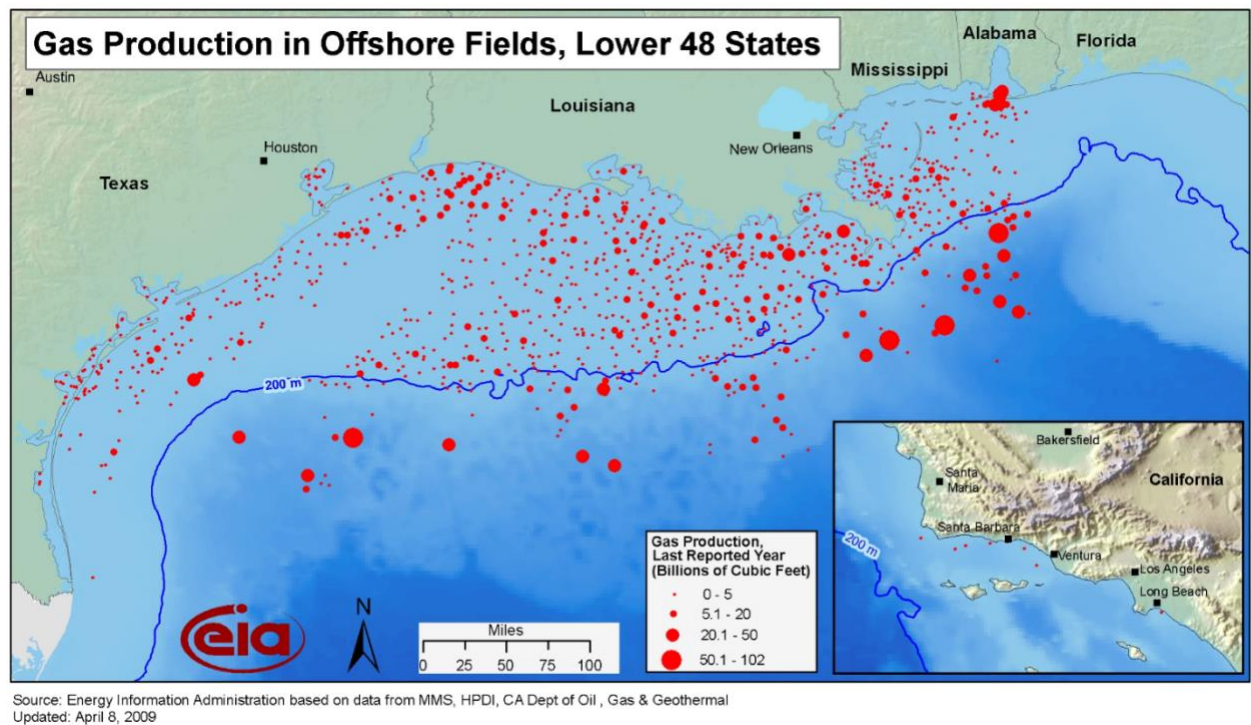 Gas Production in Offshore Fields, Lower 48 States
Alabama
Florida
Mississippi
Austin
Louisiana
New Orleans
Houston
Texas
200 m
Bakersfield
California
Santa
Maria
Santa Barbara
200 m
Ventura
Los Angeles
Long Beach
Gas Production,
Last Reported Year
(Billions of Cubic Feet)
0 - 5
5.1 - 20
20.1 - 50
50.1 - 102
eia
N
Miles
0 25 50 75 100
Source: Energy Information Administration based on data from MMS, HPDI, CA Dept of Oil , Gas & Geothermal
Updated: April 8, 2009